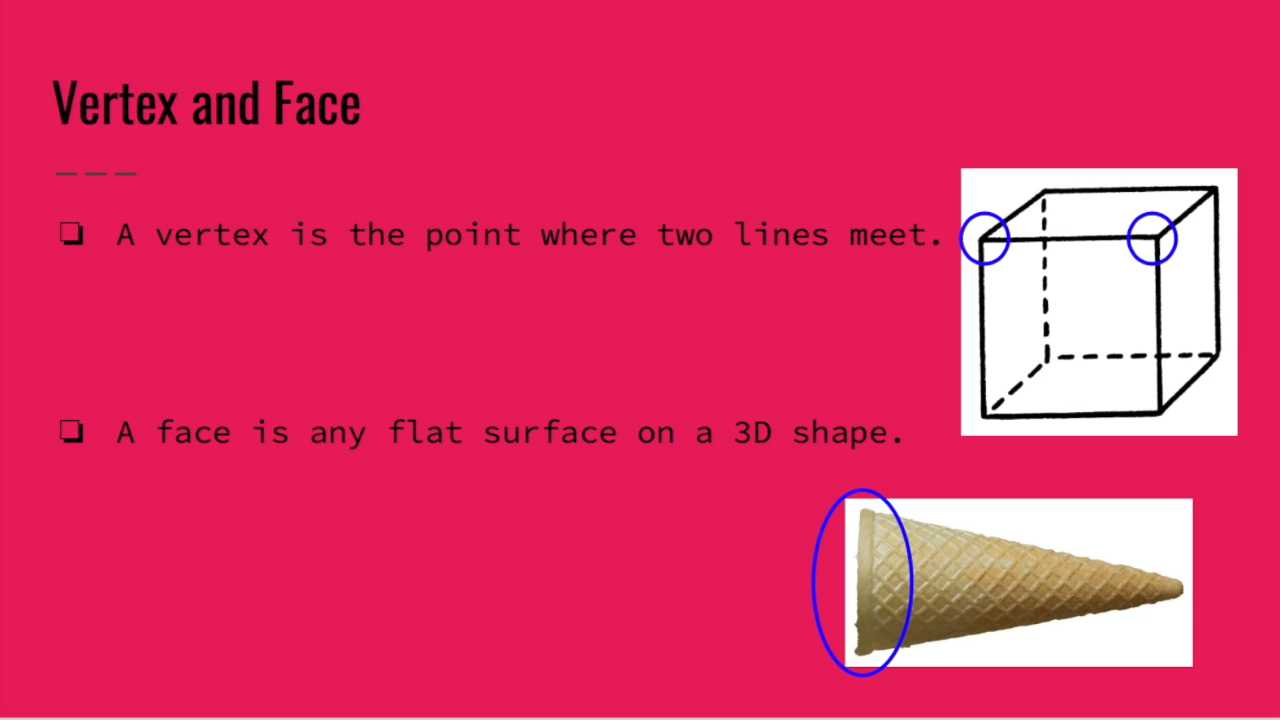 Vertex and Face
❏ A vertex is the point where two lines meet.
❏ A face is any flat surface on a 3D shape.